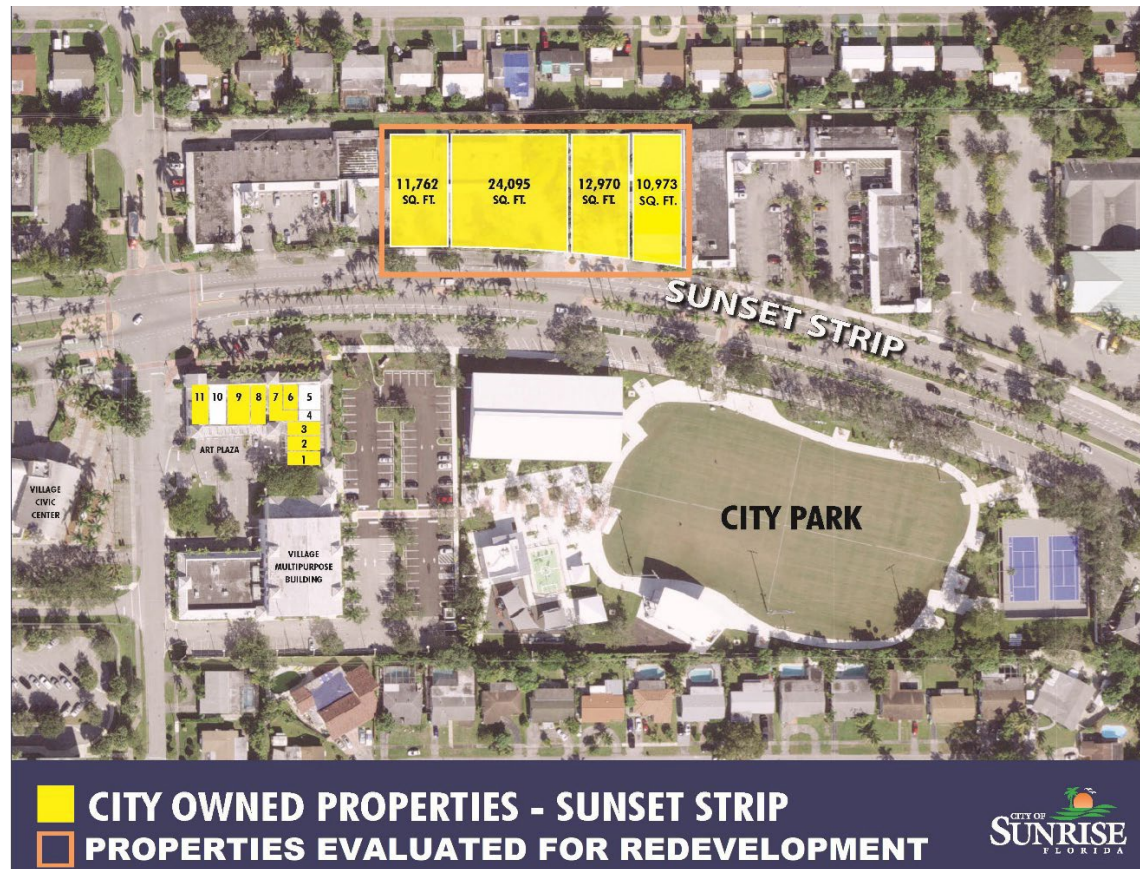 11,762
SQ. FT.
24,095
SQ. FT.
12,970
SQ. FT.
10,973
SQ. FT.
SUNSET STRIP
11 10 9 8 7 6 5
4
3
2
1
ART PLAZA
VILLAGE
CIVIC
CENTER
VILLAGE
MULTIPURPOSE
BUILDING
CITY PARK
CITY OWNED PROPERTIES - SUNSET STRIP
PROPERTIES EVALUATED FOR REDEVELOPMENT
CITY OF
SUNRISE
FLORIDA